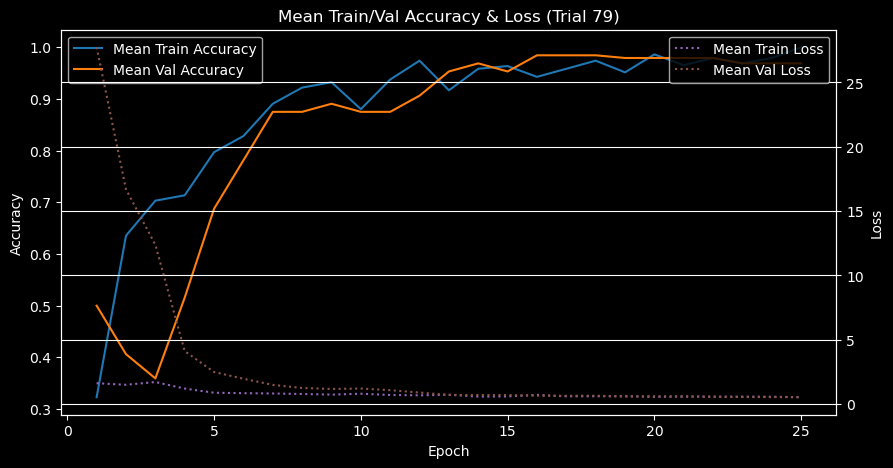 Mean Train/Val Accuracy & Loss (Trial 79)
Mean Train Accuracy
Mean Val Accuracy
Mean Train Loss
Mean Val Loss
Accuracy
1.0
0.9
0.8
0.7
0.6
0.5
0.4
0.3
25
20
15
10
5
0
Loss
0
5
10
15
20
25
Epoch